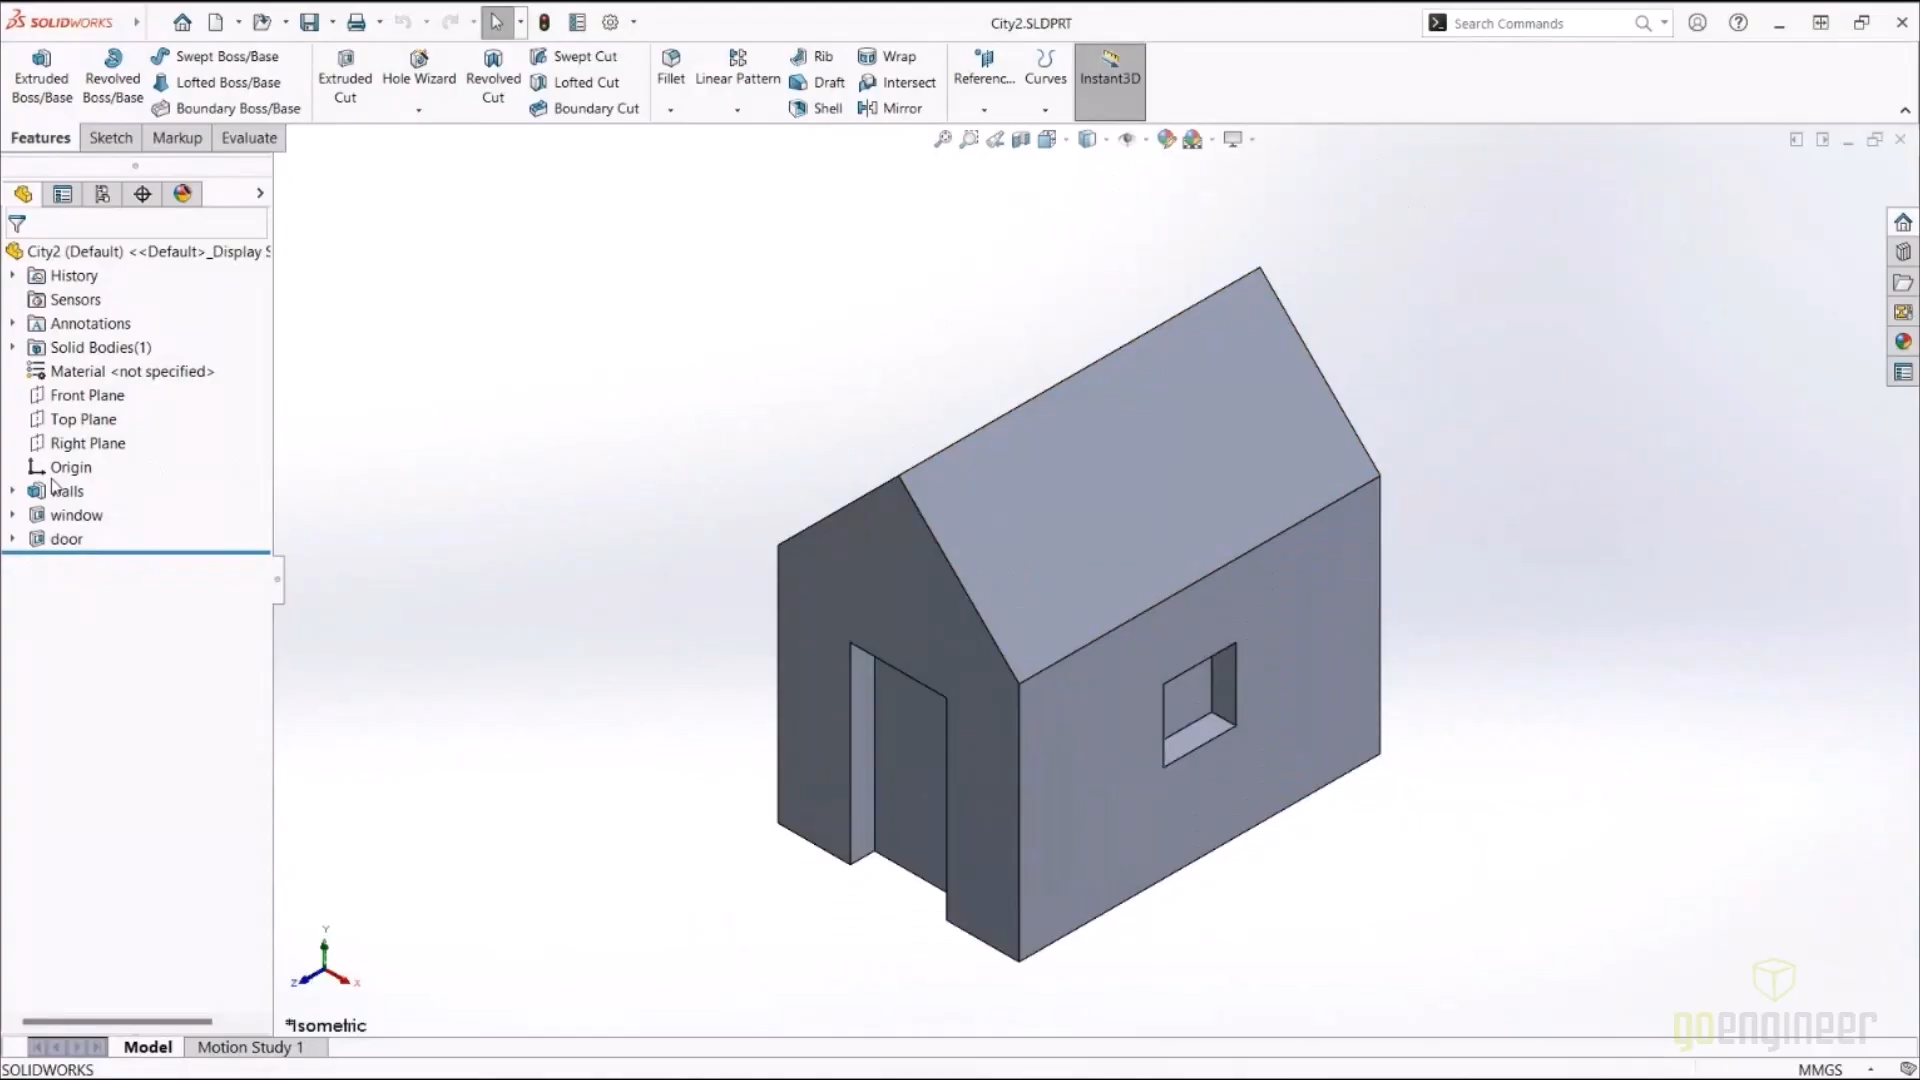 SOLIDWORKS
City2.SLDPRT
Search Commands
Extruded Boss/Base
Revolved Boss/Base
Swept Boss/Base
Lofted Boss/Base
Boundary Boss/Base
Extruded Cut
Hole Wizard
Revolved Cut
Swept Cut
Lofted Cut
Boundary Cut
Fillet
Linear Pattern
Rib
Draft
Shell
Wrap
Intersect
Mirror
Referenc...
Curves
Instant3D
Features
Sketch
Markup
Evaluate
City2 (Default) <<Default>_Display S
History
Sensors
Annotations
Solid Bodies(1)
Material <not specified>
Front Plane
Top Plane
Right Plane
Origin
walls
window
door
Y
Z
X
*Isometric
goengineer
Model
Motion Study 1
SOLIDWORKS
MMGS